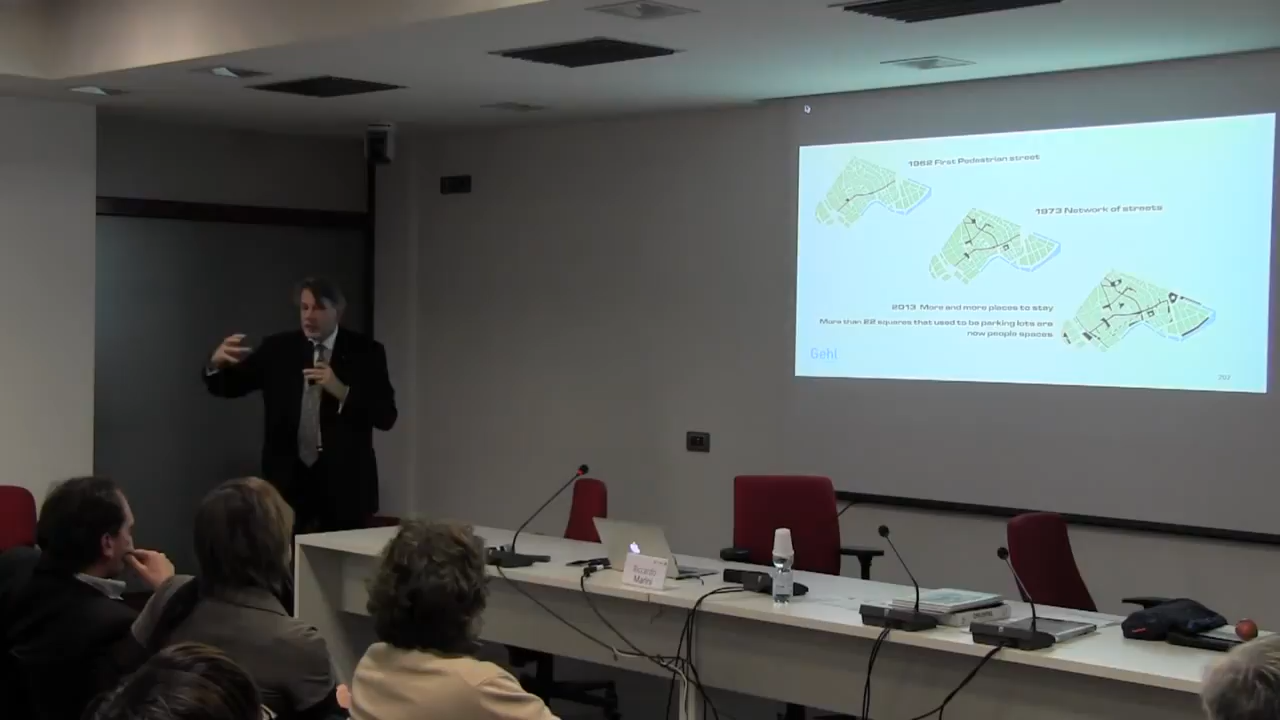 1962 First Pedestrian street
1973 Network of streets
2013 More and more places to stay
More than 22 squares that used to be parking lots are
now people spaces
Gehl
207
Riccardo
Marini